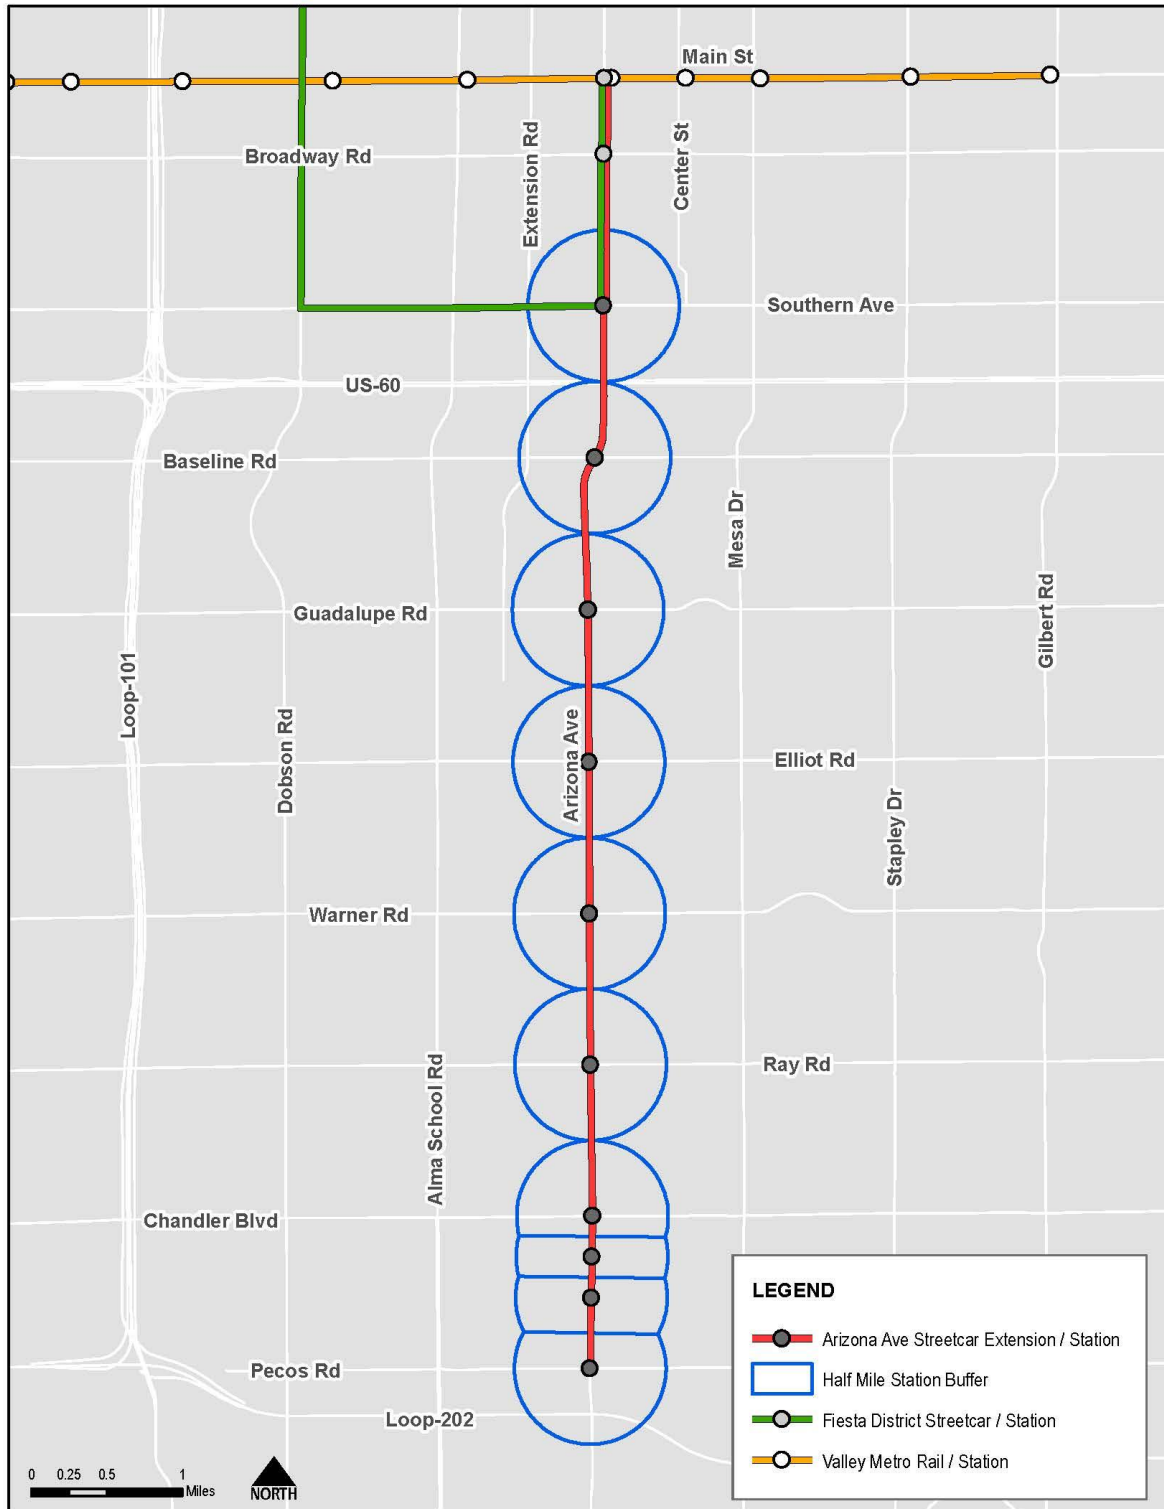 Main St
Broadway Rd
Extension Rd
Center St
Southern Ave
US-60
Baseline Rd
Mesa Dr
Guadalupe Rd
Gilbert Rd
Loop-101
Dobson Rd
Arizona Ave
Elliot Rd
Stapley Dr
Warner Rd
Alma School Rd
Ray Rd
Chandler Blvd
Pecos Rd
Loop-202
LEGEND
Arizona Ave Streetcar Extension / Station
Half Mile Station Buffer
Fiesta District Streetcar / Station
Valley Metro Rail / Station
0 0.25 0.5 1
Miles
NORTH